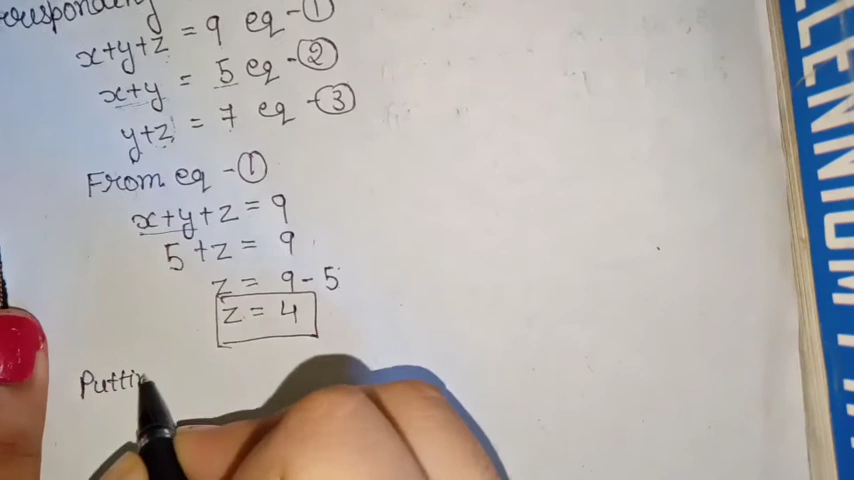 x+y+z = 9 eq-①
x+y = 5 eq-②
y+z = 7 eq-③
From eq-①
x+y+z = 9
5+z = 9
z = 9-5
z = 4